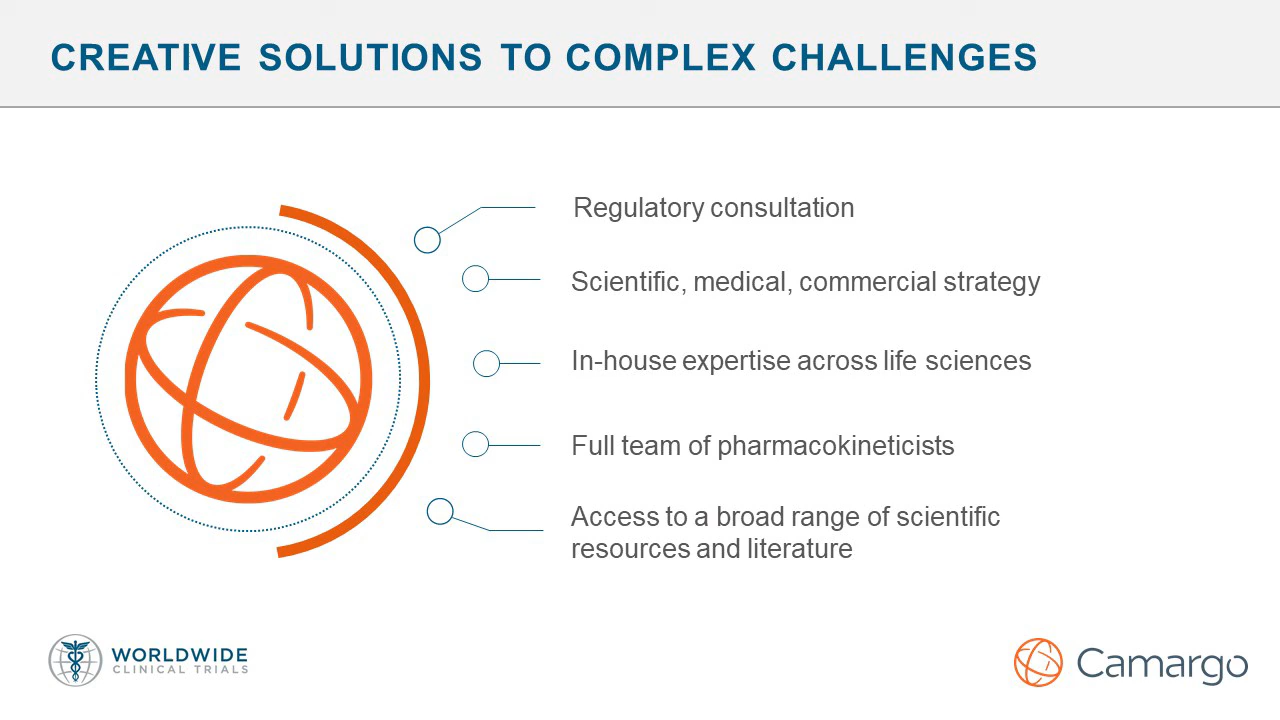 CREATIVE SOLUTIONS TO COMPLEX CHALLENGES
Regulatory consultation
Scientific, medical, commercial strategy
In-house expertise across life sciences
Full team of pharmacokineticists
Access to a broad range of scientific
resources and literature
WORLDWIDE
CLINICAL TRIALS
Camargo